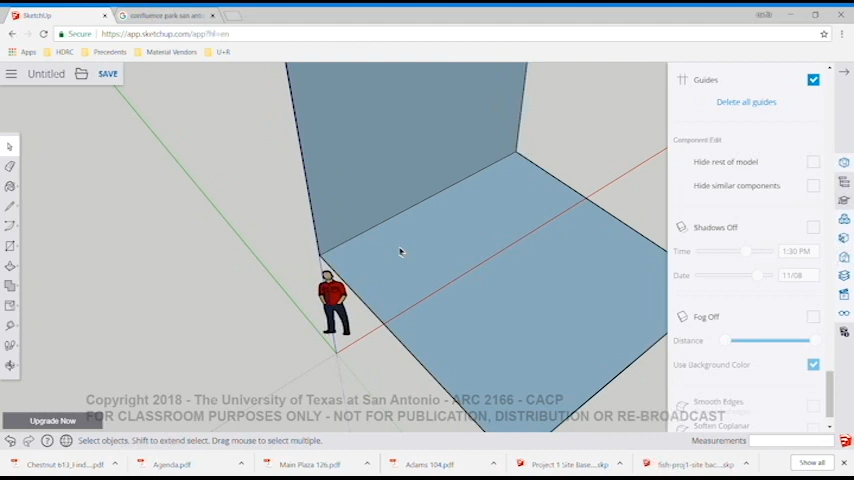 SketchUp
confluence park san anto
Secure
https://app.sketchup.com/app?hl=en
Apps HDRC Precedents Material Vendors U+R
Untitled SAVE
Guides
Delete all guides
Component Edit
Hide rest of model
Hide similar components
Shadows Off
Time 1:30 PM
Date 11/08
Fog Off
Distance
Use Background Color
Smooth Edges
Soften Coplanar
Copyright 2018 - The University of Texas at San Antonio - ARC 2166 - CACP
FOR CLASSROOM PURPOSES ONLY - NOT FOR PUBLICATION, DISTRIBUTION OR RE-BROADCAST
Upgrade Now
Select objects. Shift to extend select. Drag mouse to select multiple.
Measurements
Chestnut 613_Find....pdf
Agenda.pdf
Main Plaza 126.pdf
Adams 104.pdf
Project 1 Site Base....skp
fish-proj1-site bac....skp
Show all